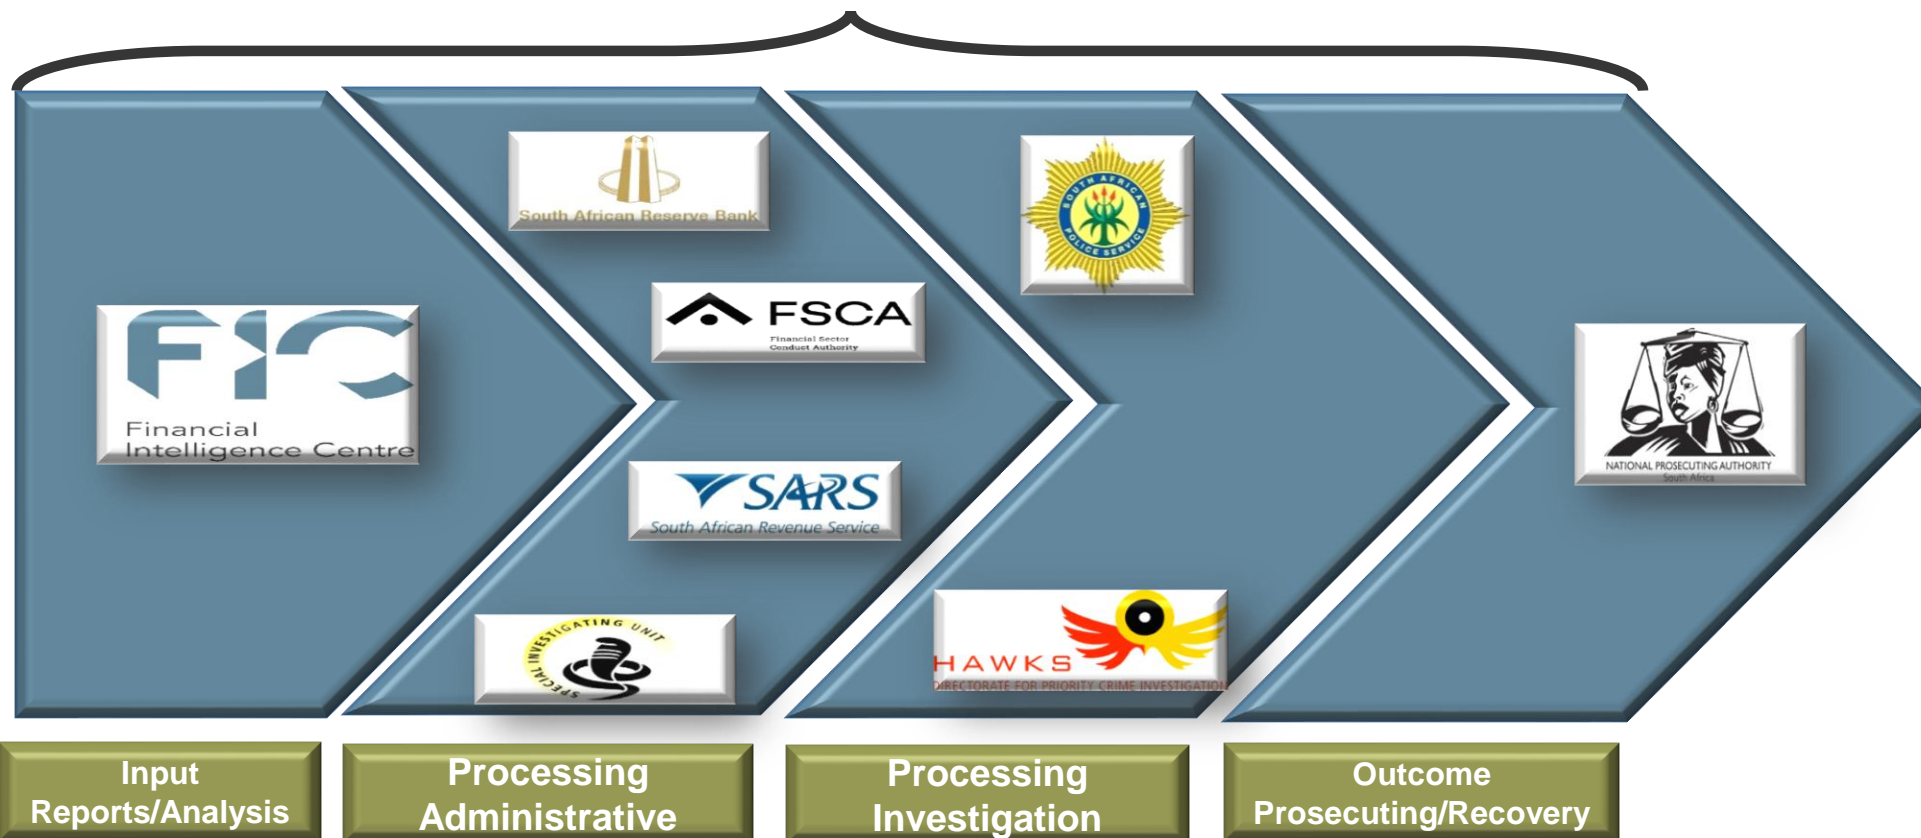 FIC
Financial
Intelligence Centre
South African Reserve Bank
FSCA
Financial Sector
Conduct Authority
SARS
South African Revenue Service
SPECIAL INVESTIGATING UNIT
SOUTH AFRICAN
POLICE SERVICE
HAWKS
DIRECTORATE FOR PRIORITY CRIME INVESTIGATION
NATIONAL PROSECUTING AUTHORITY
South Africa
Input
Reports/Analysis
Processing
Administrative
Processing
Investigation
Outcome
Prosecuting/Recovery